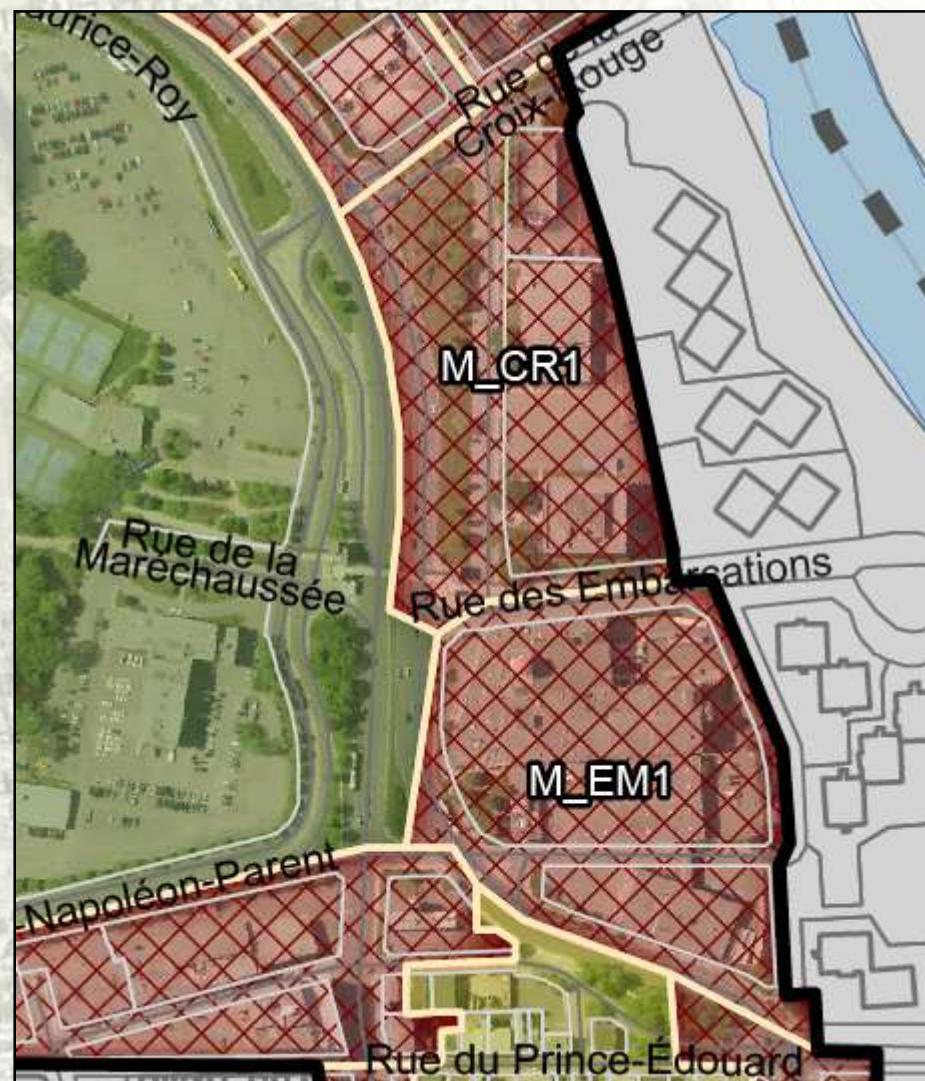 aurice-Roy
Rue de la
Croix-Rouge
M_CR1
Rue de la
Marechaussée
Rue des Embarcations
M_EM1
-Napoléon-Parent
Rue du Prince-Édouard